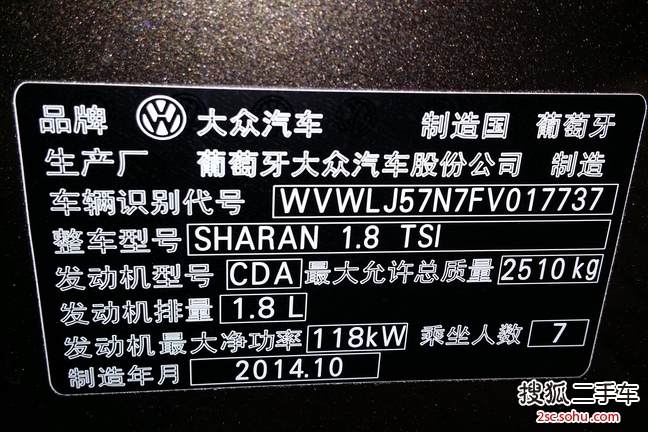 品牌 大众汽车 制造国 葡萄牙
生产厂 葡萄牙大众汽车股份公司 制造
车辆识别代号 WVWLJ57N7FV017737
整车型号 SHARAN 1.8 TSI
发动机型号 CDA 最大允许总质量 2510 kg
发动机排量 1.8 L
发动机最大净功率 118kW 乘坐人数 7
制造年月 2014.10
搜狐二手车
2sc.sohu.com